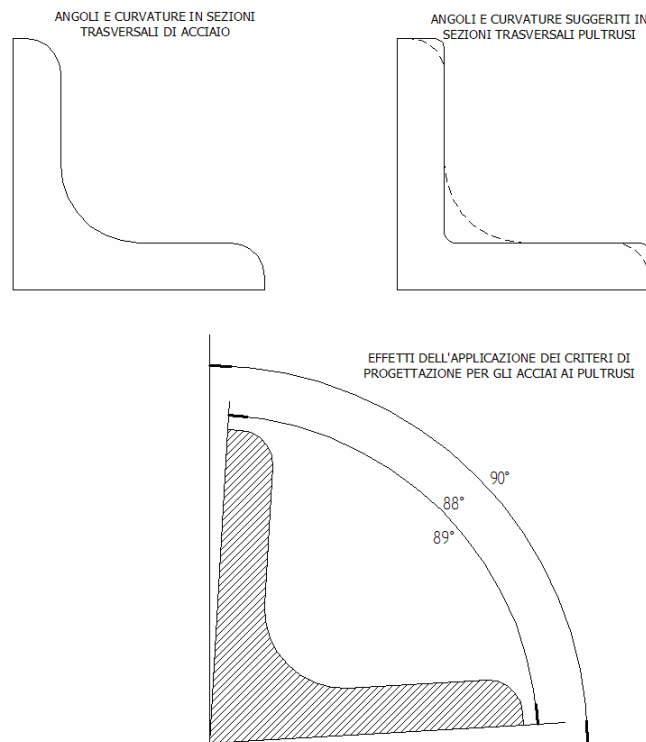 ANGOLI E CURVATURE IN SEZIONI
TRASVERSALI DI ACCIAIO
ANGOLI E CURVATURE SUGGERITI IN
SEZIONI TRASVERSALI PULTRUSI
EFFETTI DELL'APPLICAZIONE DEI CRITERI DI
PROGETTAZIONE PER GLI ACCIAI AI PULTRUSI
90°
88°
89°